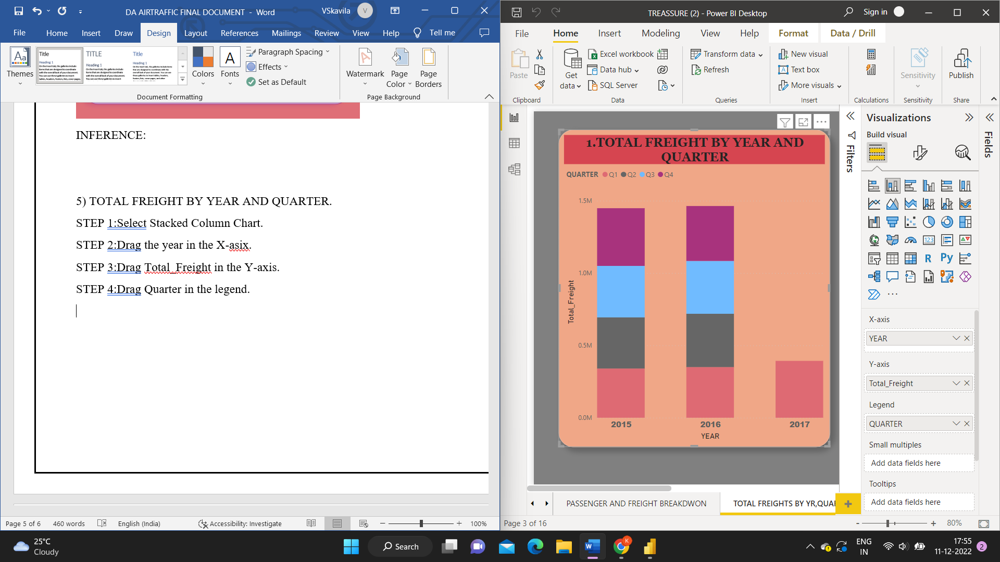 DA AIRTRAFFIC FINAL DOCUMENT - Word
VSkavila
V
File
Home
Insert
Draw
Design
Layout
References
Mailings
Review
View
Help
Tell me
Themes
Title
Heading 1
TITLE
Heading 1
Title
Heading 1
Colors
Fonts
Paragraph Spacing
Effects
Set as Default
Document Formatting
Watermark
Page Color
Page Borders
Page Background
INFERENCE:
5) TOTAL FREIGHT BY YEAR AND QUARTER.
STEP 1:Select Stacked Column Chart.
STEP 2:Drag the year in the X-asix.
STEP 3:Drag Total_Freight in the Y-axis.
STEP 4:Drag Quarter in the legend.
Page 5 of 6
460 words
English (India)
Accessibility: Investigate
100%
TREASSURE (2) - Power BI Desktop
Sign in
File
Home
Insert
Modeling
View
Help
Format
Data / Drill
Paste
Clipboard
Get data
Excel workbook
Data hub
SQL Server
Data
Transform data
Refresh
Queries
New visual
Text box
More visuals
Insert
Calculations
Sensitivity
Sensitivity
Publish
Share
1.TOTAL FREIGHT BY YEAR AND
QUARTER
QUARTER Q1 Q2 Q3 Q4
1.5M
1.0M
0.5M
0.0M
Total_Freight
2015 2016 2017
YEAR
Filters
Visualizations
Build visual
Fields
123
R
Py
X-axis
YEAR
Y-axis
Total_Freight
Legend
QUARTER
Small multiples
Add data fields here
Tooltips
Add data fields here
PASSENGER AND FREIGHT BREAKDWON
TOTAL FREIGHTS BY YR,QUA
Page 3 of 16
80%
25°C
Cloudy
Search
K
ENG
IN
17:55
11-12-2022
2